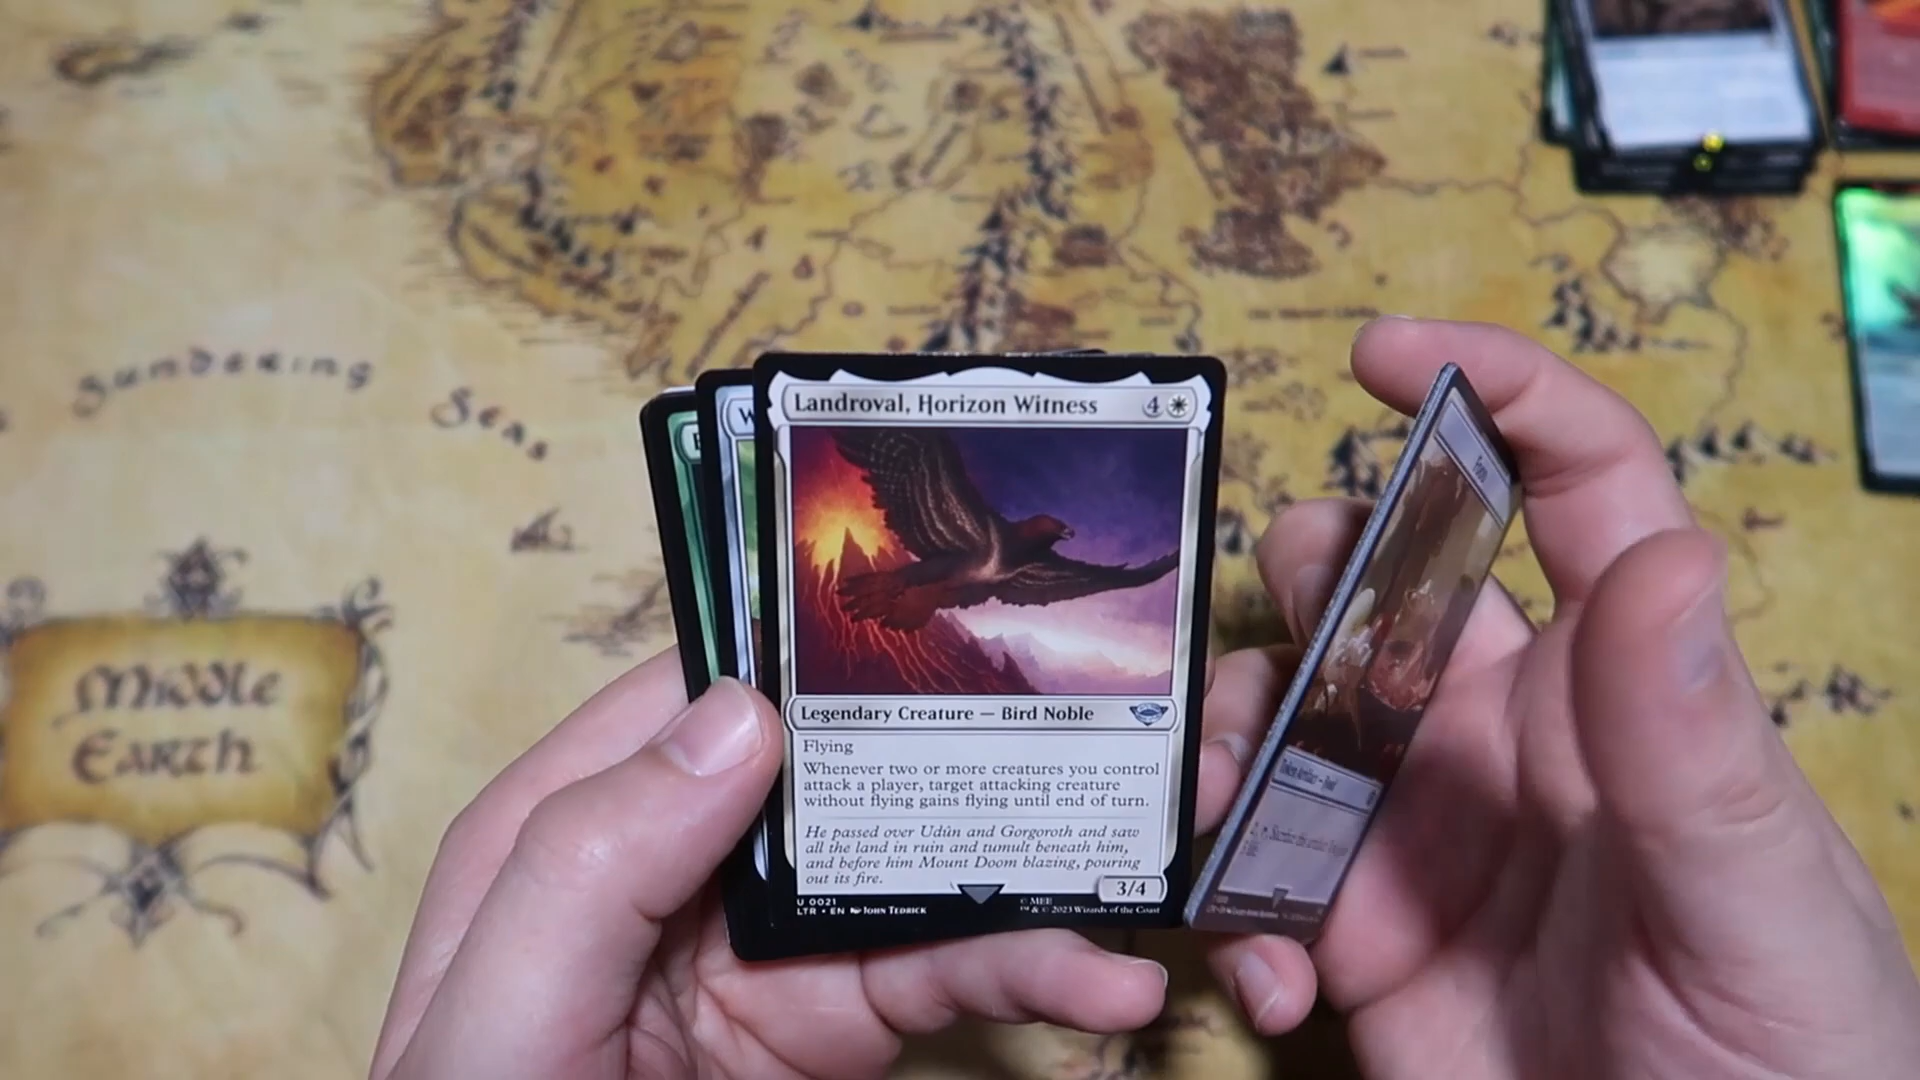 Sundering
Seas
Middle
Earth
Landroval, Horizon Witness 4
Legendary Creature — Bird Noble
Flying
Whenever two or more creatures you control
attack a player, target attacking creature
without flying gains flying until end of turn.
He passed over Udûn and Gorgoroth and saw
all the land in ruin and tumult beneath him,
and before him Mount Doom blazing, pouring
out its fire.
3/4
U 0021
LTR • EN John Tedrick
© MEE
™ & © 2023 Wizards of the Coast
W
Food
Token Artifact — Food